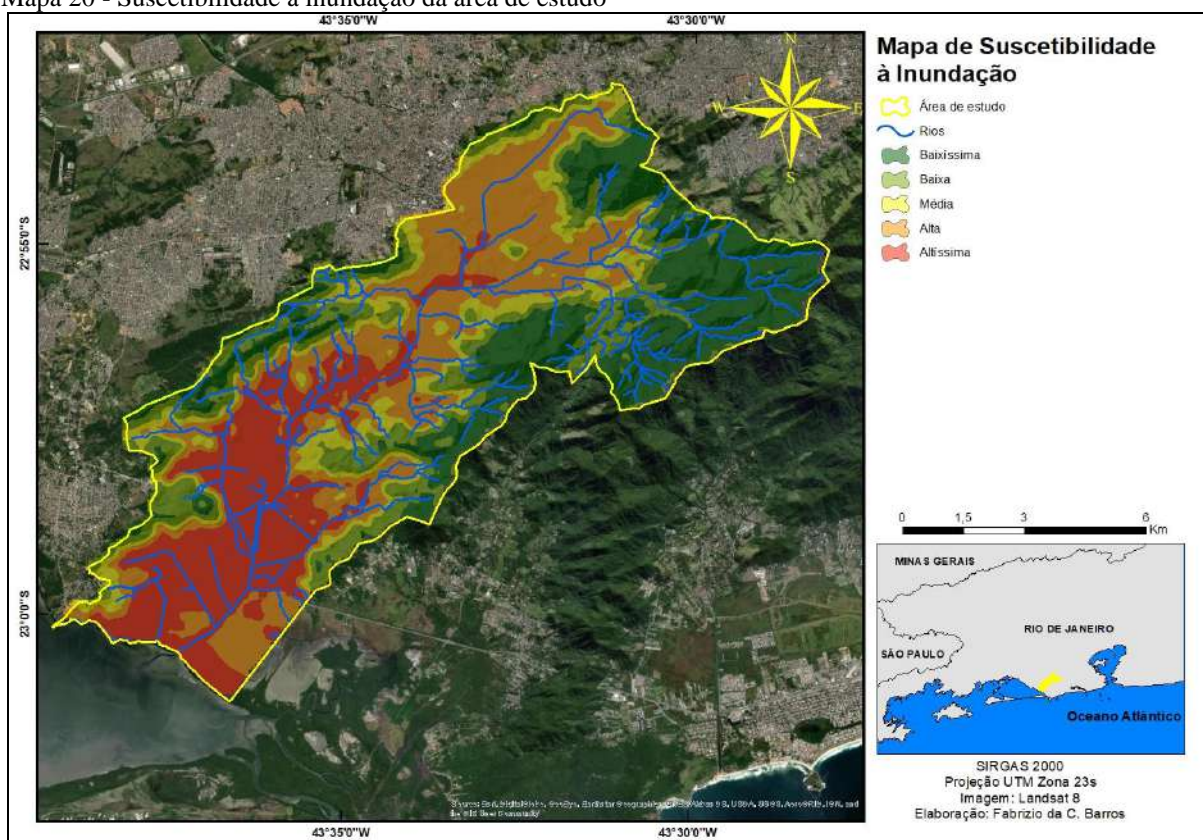 Mapa 20 - Suscetibilidade à inundação da área de estudo
43°35'0"W
43°30'0"W
22°55'0"S
23°0'0"S
N
W
E
S
43°35'0"W
43°30'0"W
Mapa de Suscetibilidade
à Inundação
Área de estudo
Rios
Baixíssima
Baixa
Média
Alta
Altíssima
0 1,5 3 6
Km
MINAS GERAIS
RIO DE JANEIRO
SÃO PAULO
Oceano Atlântico
SIRGAS 2000
Projeção UTM Zona 23s
Imagem: Landsat 8
Elaboração: Fabrizio da C. Barros